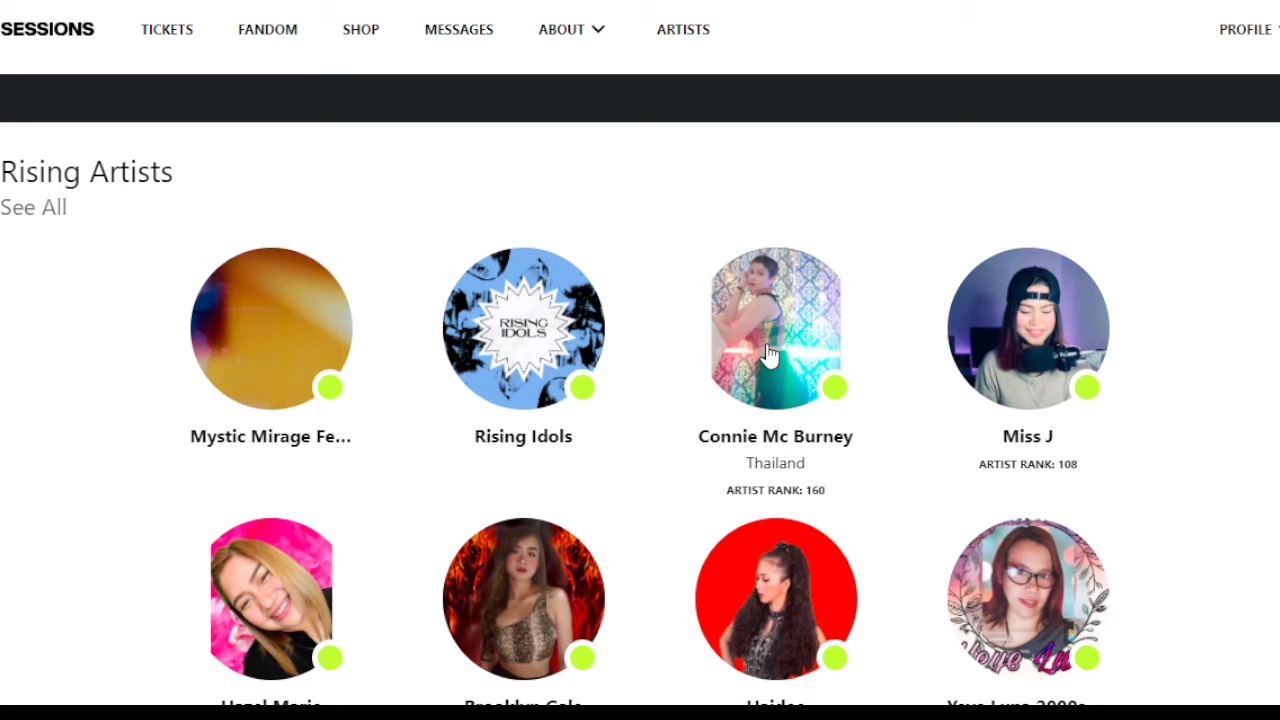 SESSIONS TICKETS FANDOM SHOP MESSAGES ABOUT ARTISTS PROFILE
Rising Artists
See All
RISING
IDOLS
Mystic Mirage Fe... Rising Idols Connie Mc Burney Miss J
Thailand
ARTIST RANK: 108
ARTIST RANK: 160